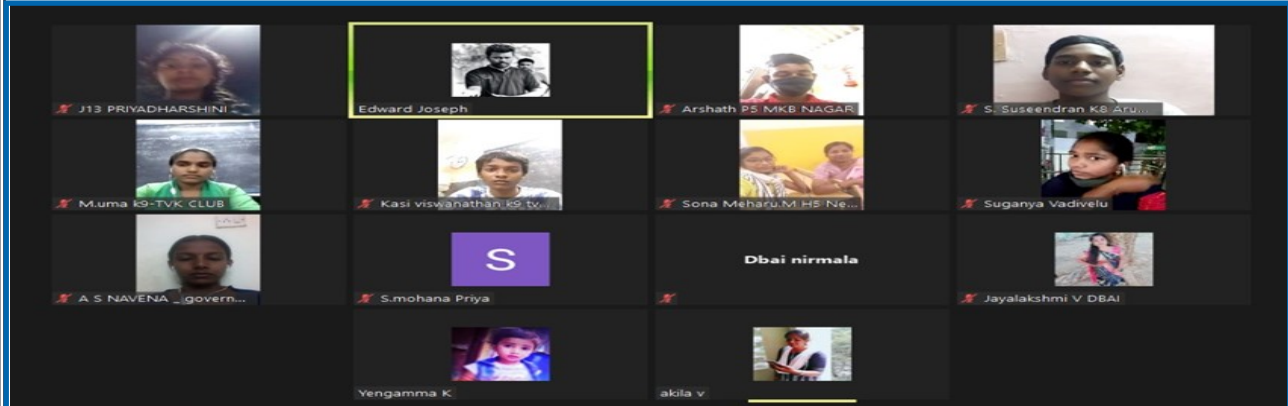 J13 PRIYADHARSHINI
Edward Joseph
Arshath P5 MKB NAGAR
S. Suseendran K8 Aru...
M.uma k9-TVK CLUB
Kasi viswanathan k9 tv...
Sona Meharu.M H5 Ne...
Suganya Vadivelu
A S NAVENA _ govern...
S
S.mohana Priya
Dbai nirmala
Jayalakshmi V DBAI
Yengamma K
akila v